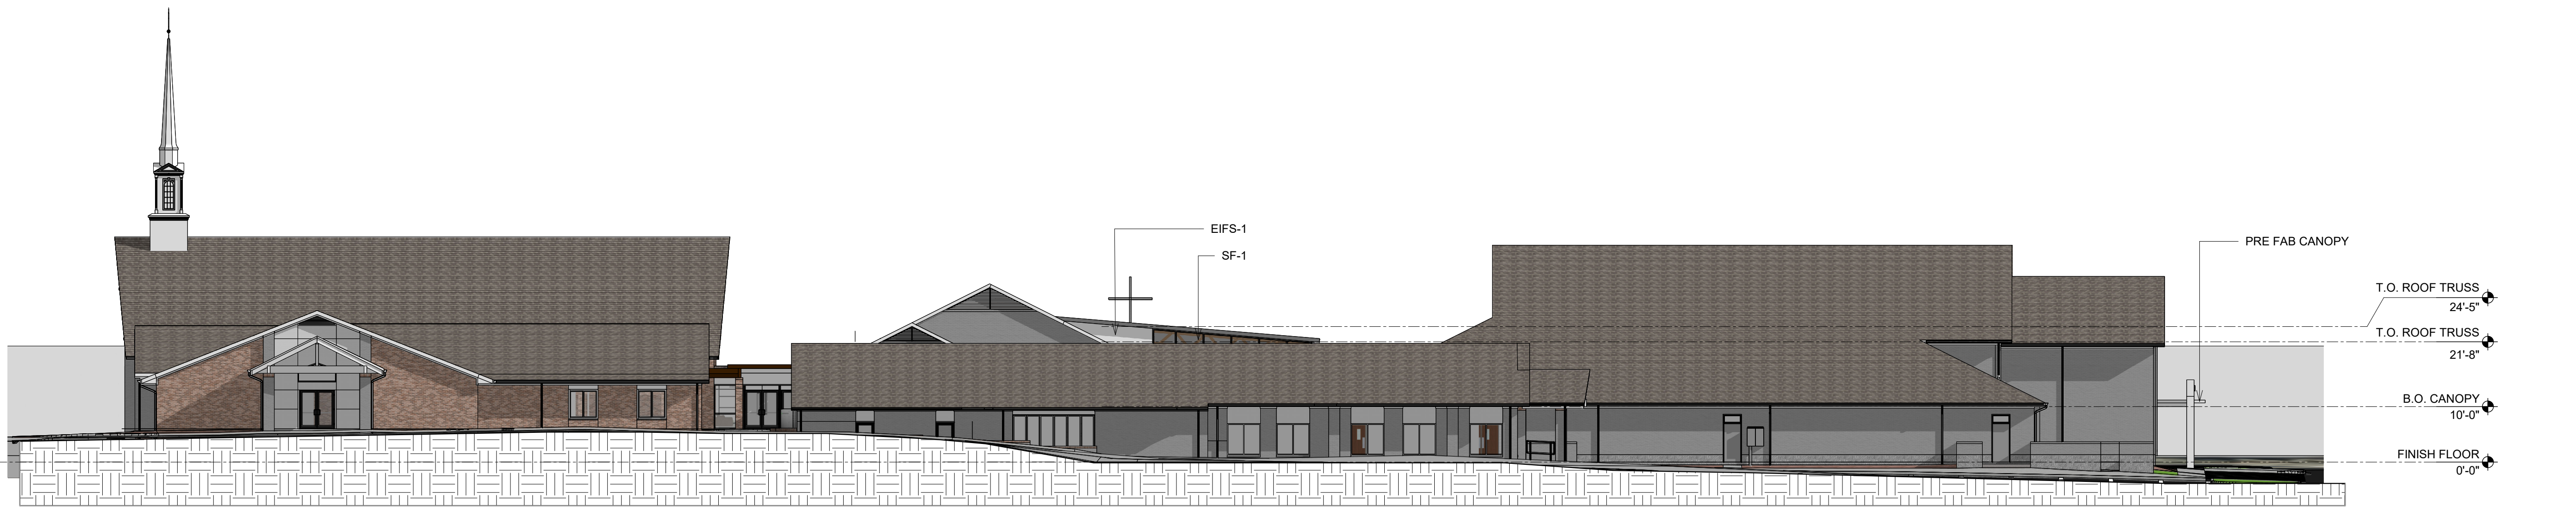 EIFS-1
SF-1
PRE FAB CANOPY
T.O. ROOF TRUSS
24'-5"
T.O. ROOF TRUSS
21'-8"
B.O. CANOPY
10'-0"
FINISH FLOOR
0'-0"